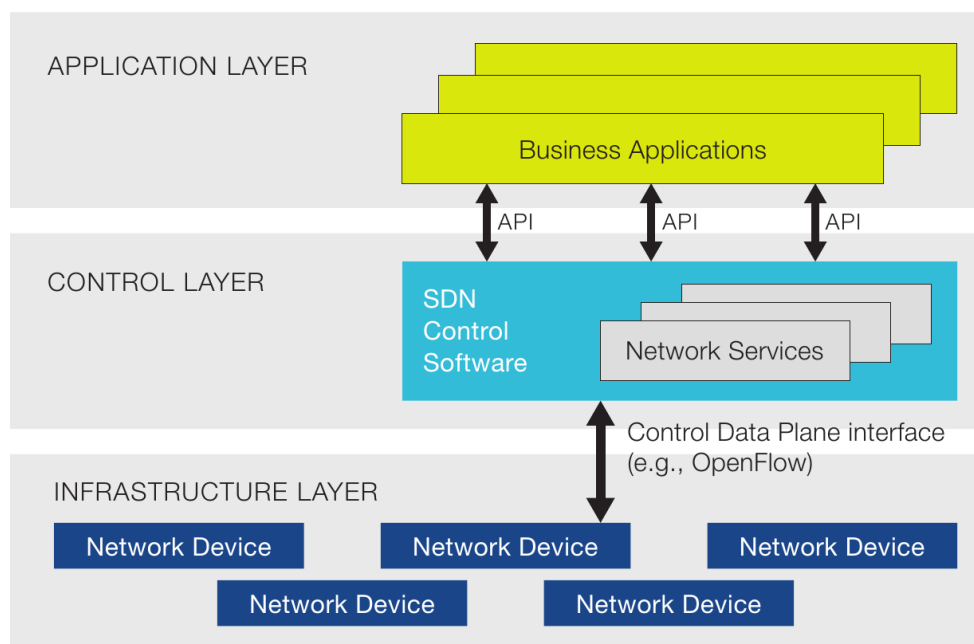 APPLICATION LAYER
Business Applications
API
API
API
CONTROL LAYER
SDN
Control
Software
Network Services
Control Data Plane interface
(e.g., OpenFlow)
INFRASTRUCTURE LAYER
Network Device
Network Device
Network Device
Network Device
Network Device